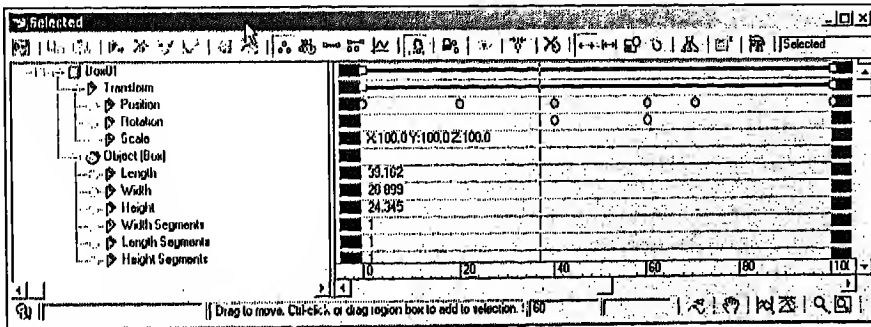 Selected
Selected
Box01
Transform
Position
Rotation
Scale
X:100.0 Y:100.0 Z:100.0
Object (Box)
Length
39.162
Width
20.899
Height
24.345
Width Segments
1
Length Segments
1
Height Segments
0 20 40 60 80 100
Drag to move. Ctrl-click or drag region box to add to selection. 60